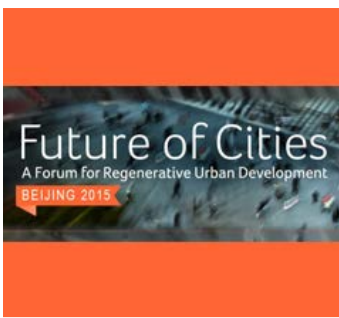 Future of Cities
A Forum for Regenerative Urban Development
BEIJING 2015